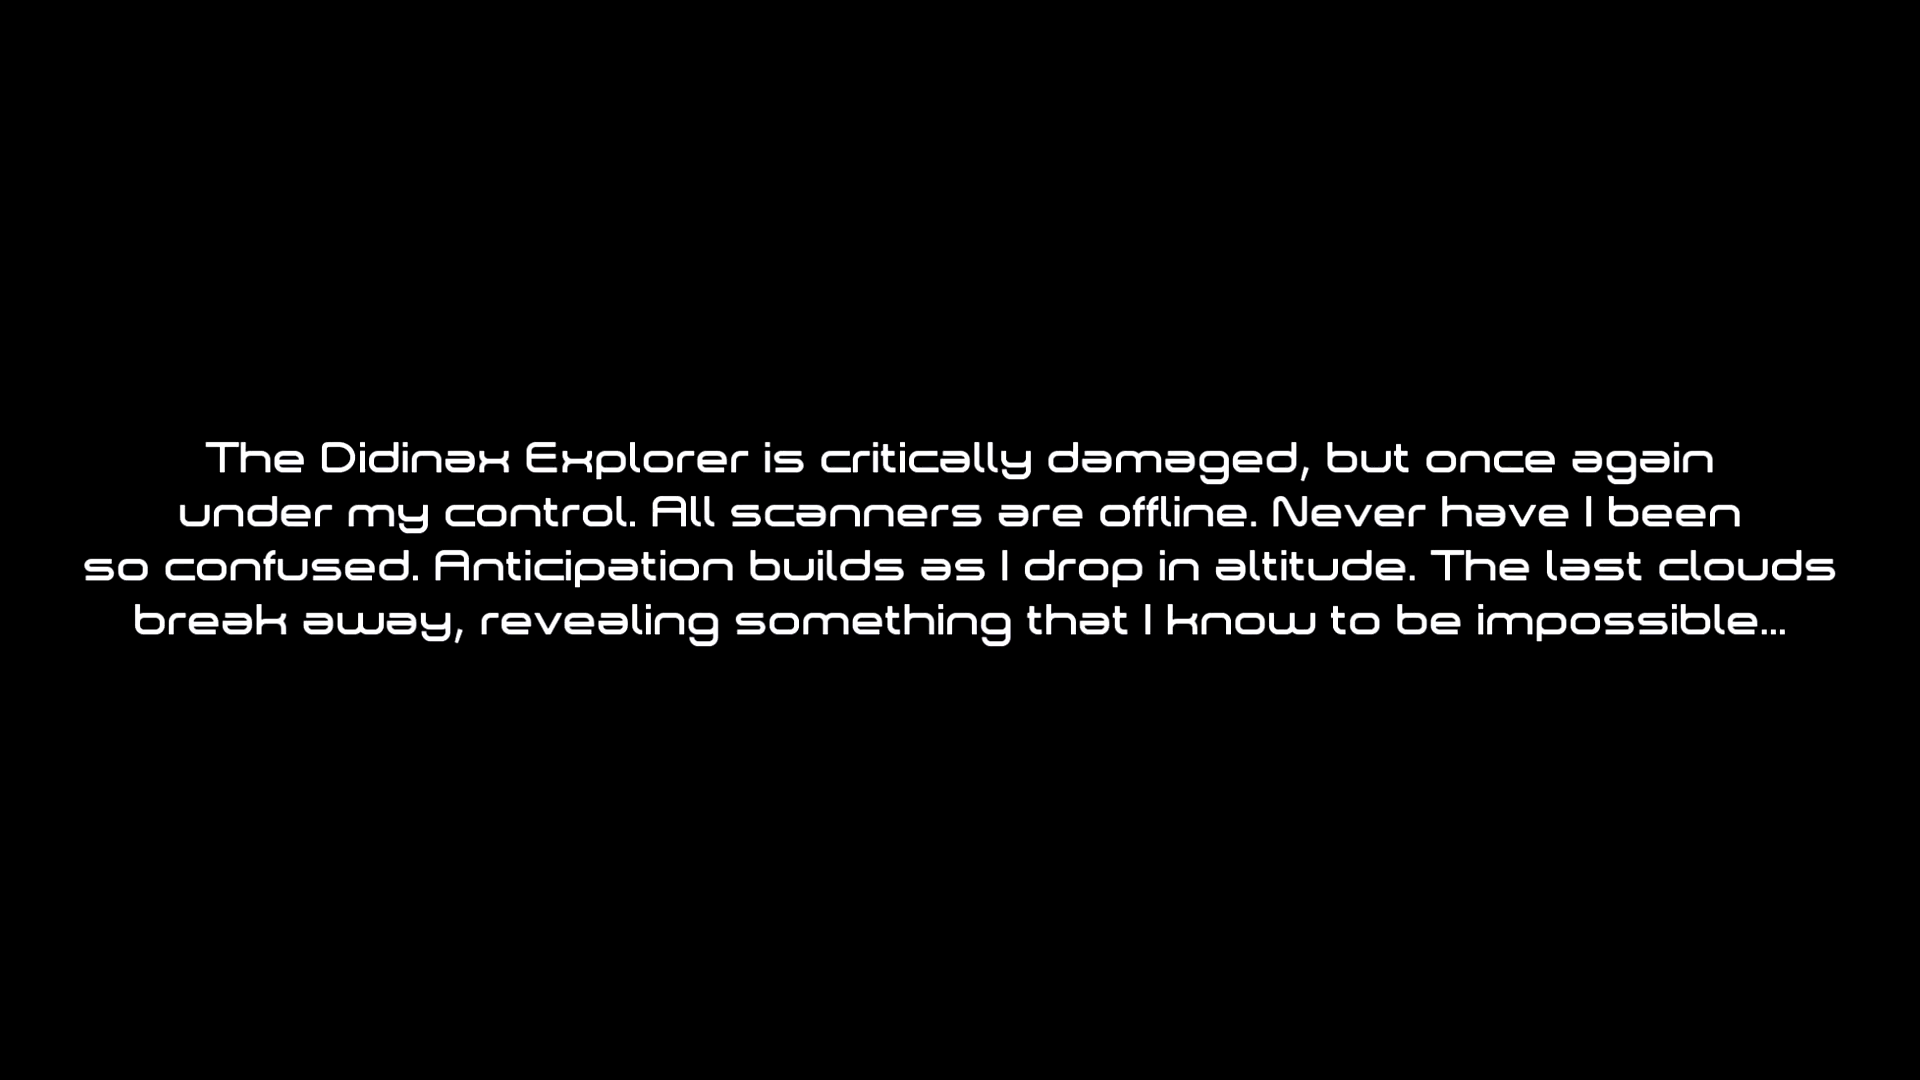 The Didinax Explorer is critically damaged, but once again
under my control. All scanners are offline. Never have I been
so confused. Anticipation builds as I drop in altitude. The last clouds
break away, revealing something that I know to be impossible...